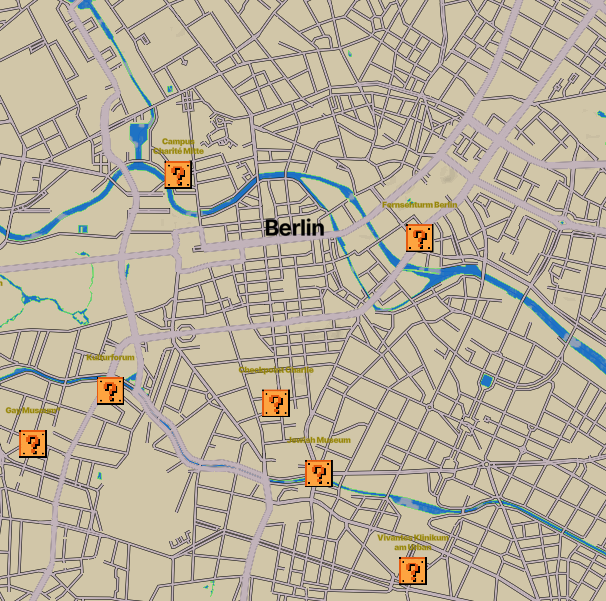 Campus
Charité Mitte
Fernsehturm Berlin
Berlin
Kulturforum
Checkpoint Charlie
Gay Museum
Jewish Museum
Vivantes Klinikum
am Urban
?
?
?
?
?
?
?